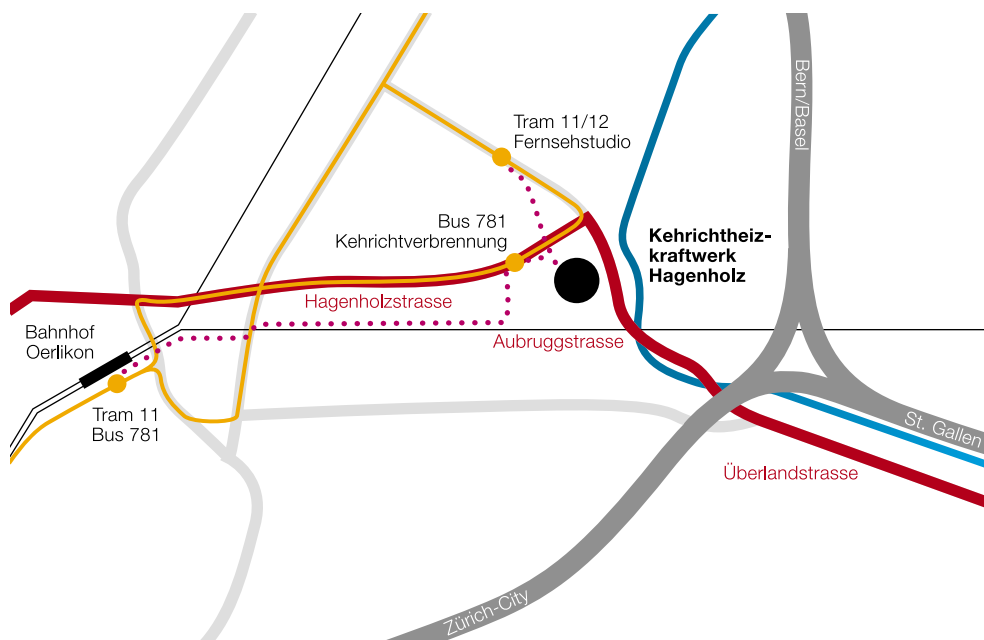 Bern/Basel
Tram 11/12
Fernsehstudio
Bus 781
Kehrichtverbrennung
Kehrichtheiz-
kraftwerk
Hagenholz
Hagenholzstrasse
Bahnhof
Oerlikon
Aubruggstrasse
Tram 11
Bus 781
St. Gallen
Überlandstrasse
Zürich-City